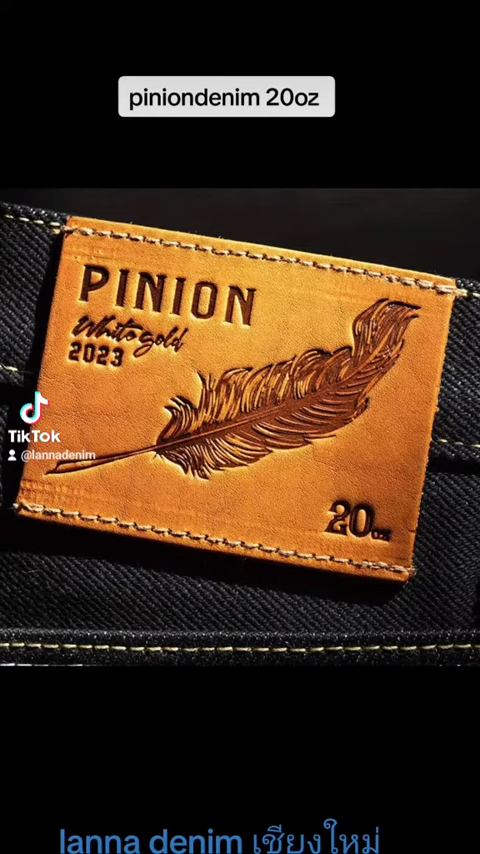 piniondenim 20oz
PINION
White gold
2023
TikTok
@lannadenim
20oz
lanna denim เชียงใหม่